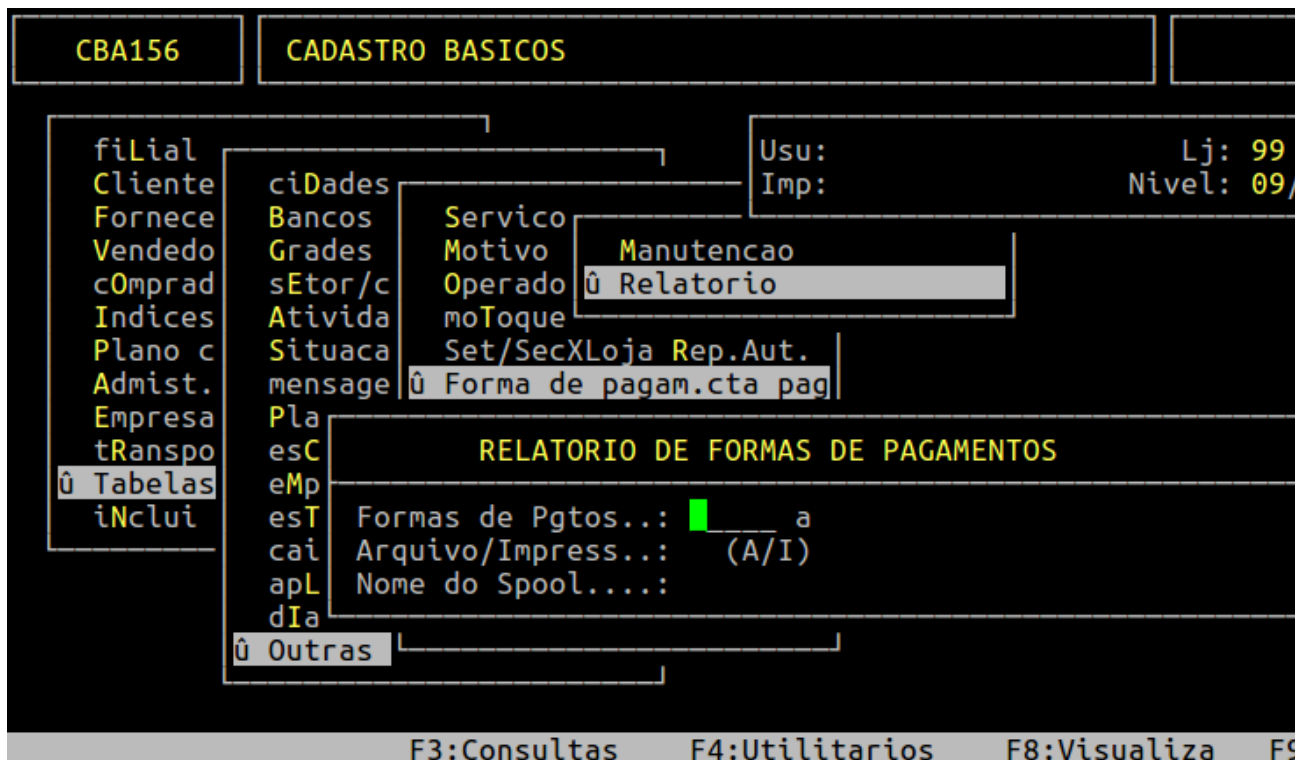 CBA156 CADASTRO BASICOS
fiLial Usu: Lj: 99
Cliente ciDades Imp: Nivel: 09/
Fornece Bancos Servico
Vendedo Grades Motivo Manutencao
cOmprad sEtor/c Operado û Relatorio
Indices Ativida moToque
Plano c Situaca Set/SecXLoja Rep.Aut.
Admist. mensage û Forma de pagam.cta pag
Empresa Pla
tRanspo esC RELATORIO DE FORMAS DE PAGAMENTOS
û Tabelas eMp
iNclui esT Formas de Pgtos..: ____ a
cai Arquivo/Impress..: (A/I)
apL Nome do Spool....:
dIa
û Outras
F3:Consultas F4:Utilitarios F8:Visualiza F9